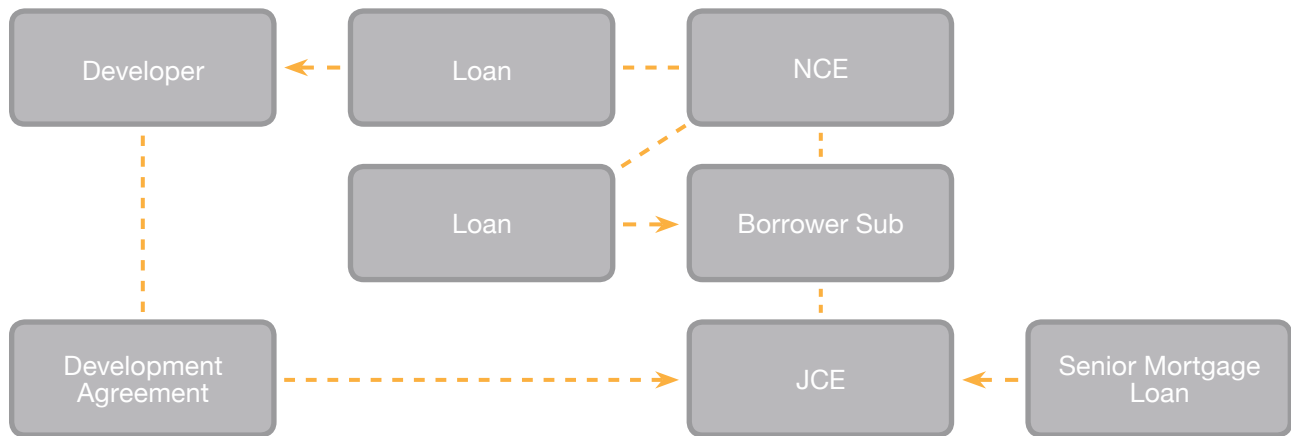 Developer
Loan
NCE
Loan
Borrower Sub
Development
Agreement
JCE
Senior Mortgage
Loan